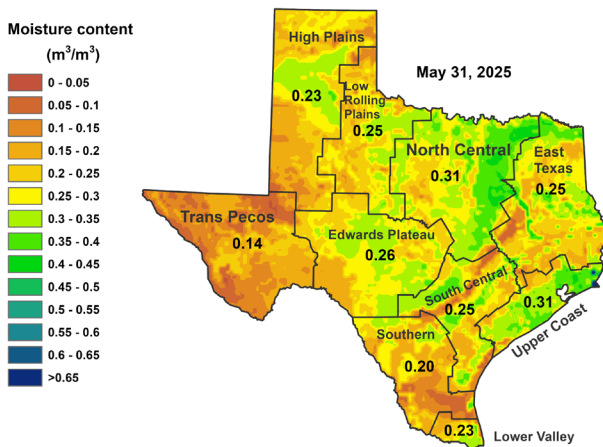 Moisture content
(m³/m³)
0 - 0.05
0.05 - 0.1
0.1 - 0.15
0.15 - 0.2
0.2 - 0.25
0.25 - 0.3
0.3 - 0.35
0.35 - 0.4
0.4 - 0.45
0.45 - 0.5
0.5 - 0.55
0.55 - 0.6
0.6 - 0.65
>0.65
May 31, 2025
High Plains
0.23
Low
Rolling
Plains
0.25
North Central
0.31
East
Texas
0.25
Trans Pecos
0.14
Edwards Plateau
0.26
South Central
0.25
Upper Coast
0.31
Southern
0.20
0.23
Lower Valley